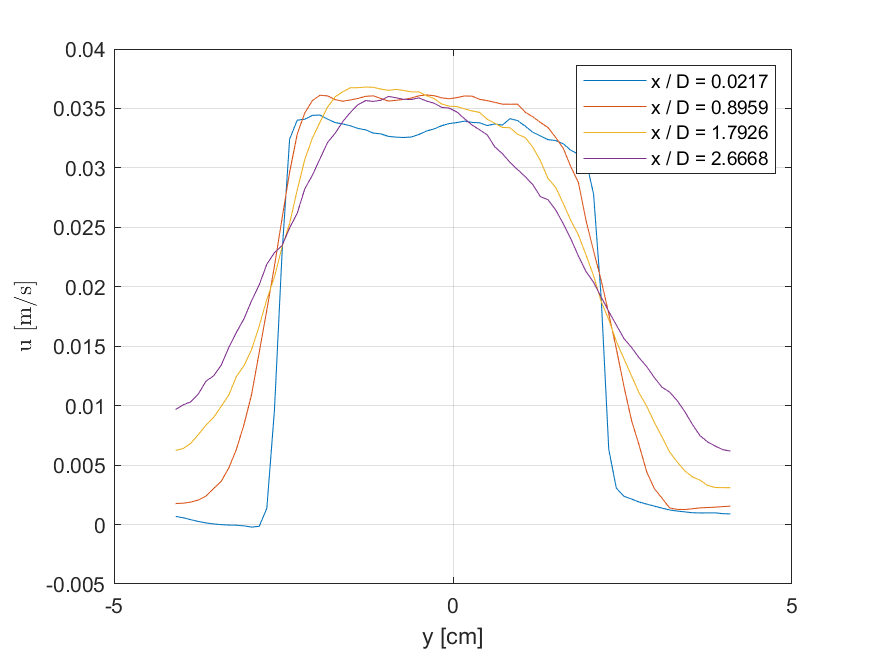 0.04
0.035
0.03
0.025
0.02
0.015
0.01
0.005
0
-0.005
u [m/s]
-5
0
5
y [cm]
x / D = 0.0217
x / D = 0.8959
x / D = 1.7926
x / D = 2.6668